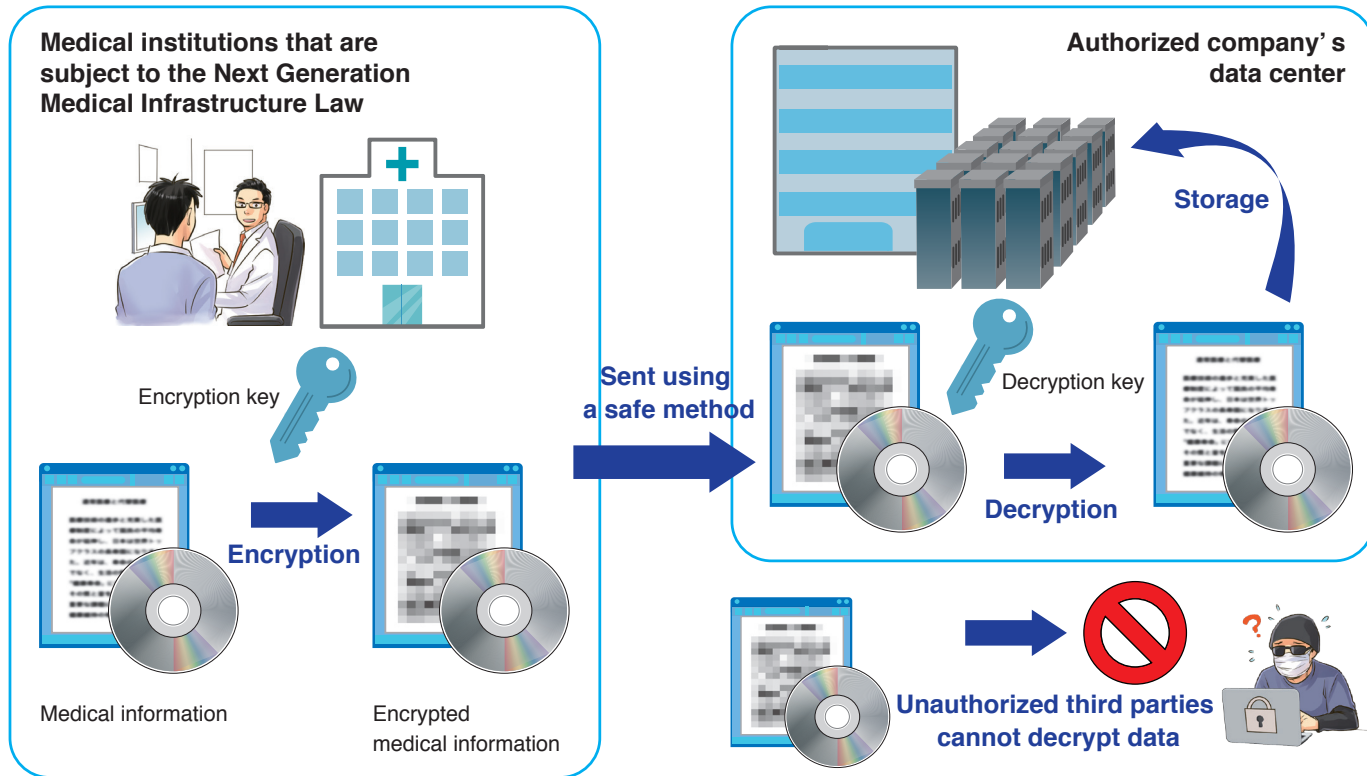 Medical institutions that are
subject to the Next Generation
Medical Infrastructure Law
Encryption key
Encryption
Medical information
Encrypted
medical information
Sent using
a safe method
Authorized company's
data center
Storage
Decryption key
Decryption
?
Unauthorized third parties
cannot decrypt data